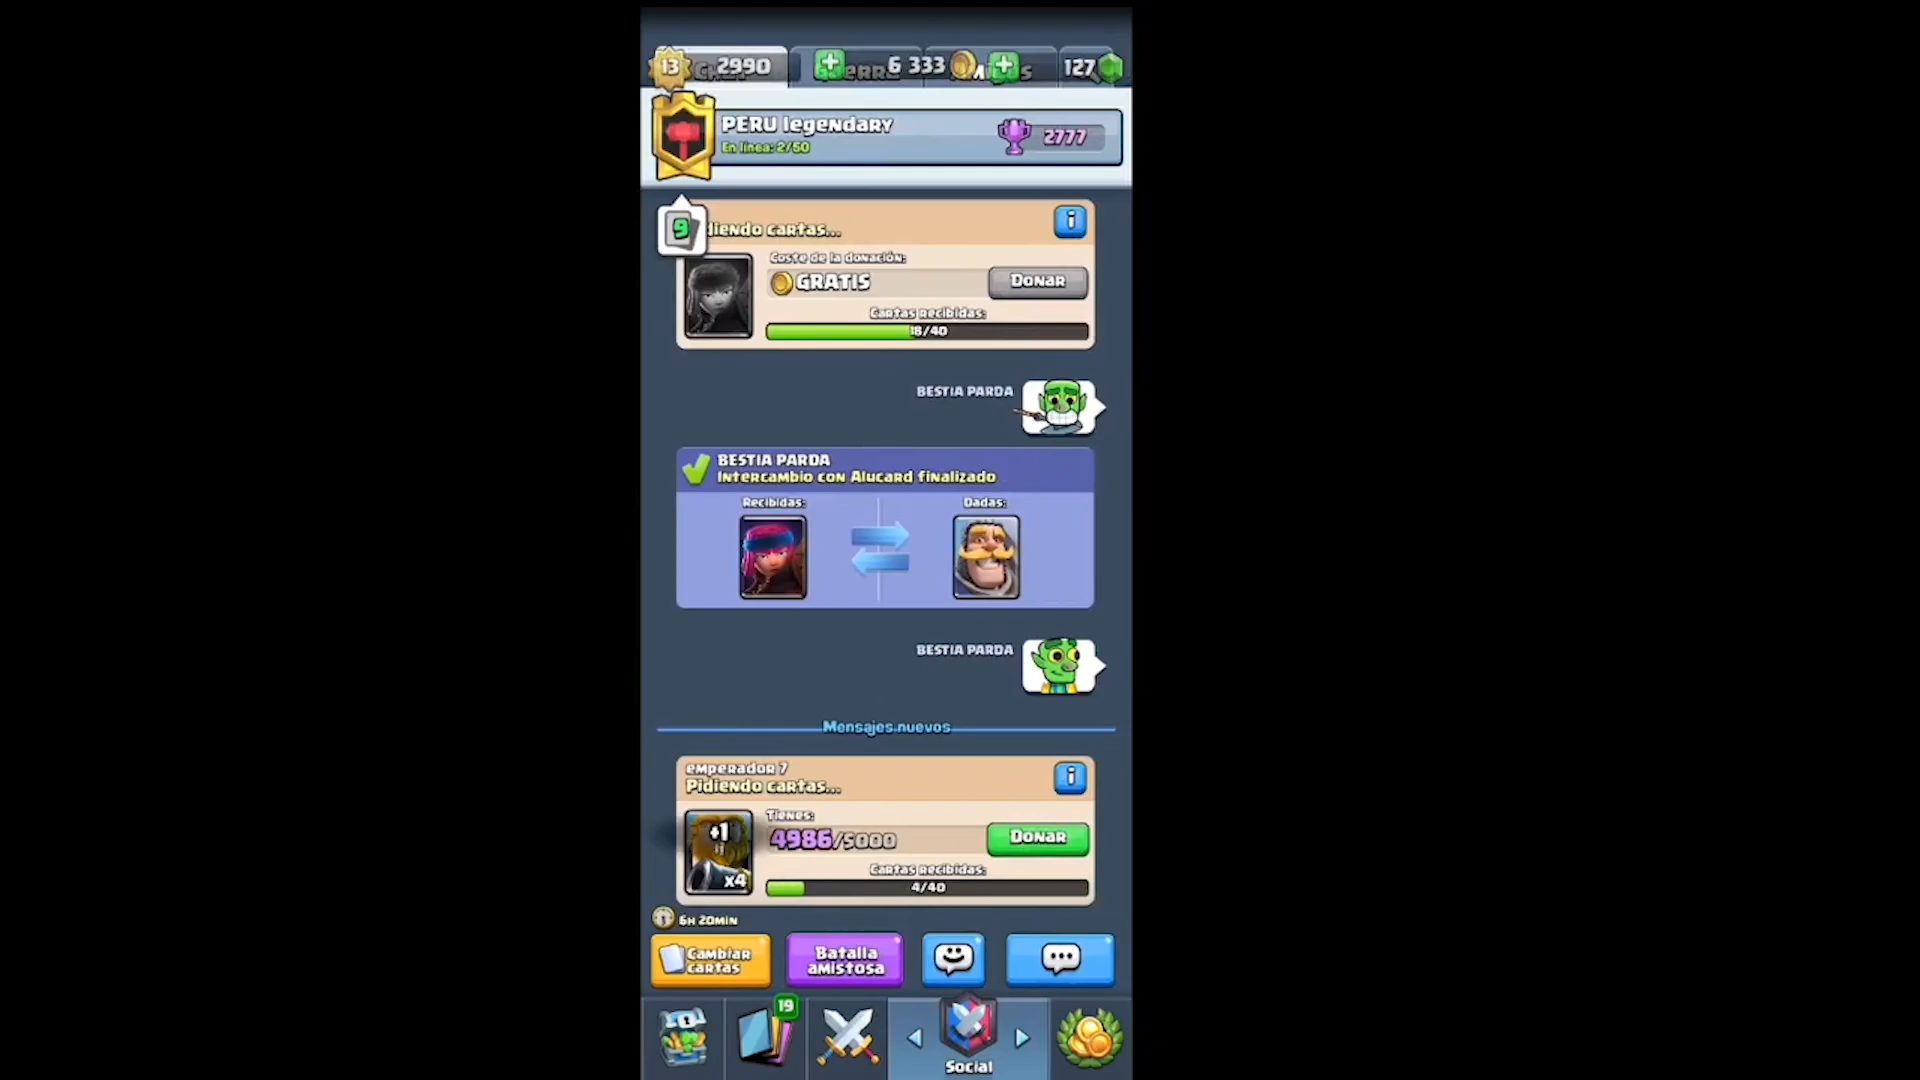 13
2990
6 333
127
PERU legendary
En línea: 2/50
2777
9
diendo cartas...
Coste de la donación:
GRATIS
Donar
Cartas recibidas:
18/40
BESTIA PARDA
BESTIA PARDA
Intercambio con Alucard finalizado
Recibidas:
Dadas:
BESTIA PARDA
Mensajes nuevos
emperador 7
Pidiendo cartas...
Tienes:
+1
4986/5000
Donar
x4
Cartas recibidas:
4/40
6h 20min
Cambiar
cartas
Batalla
amistosa
19
Social